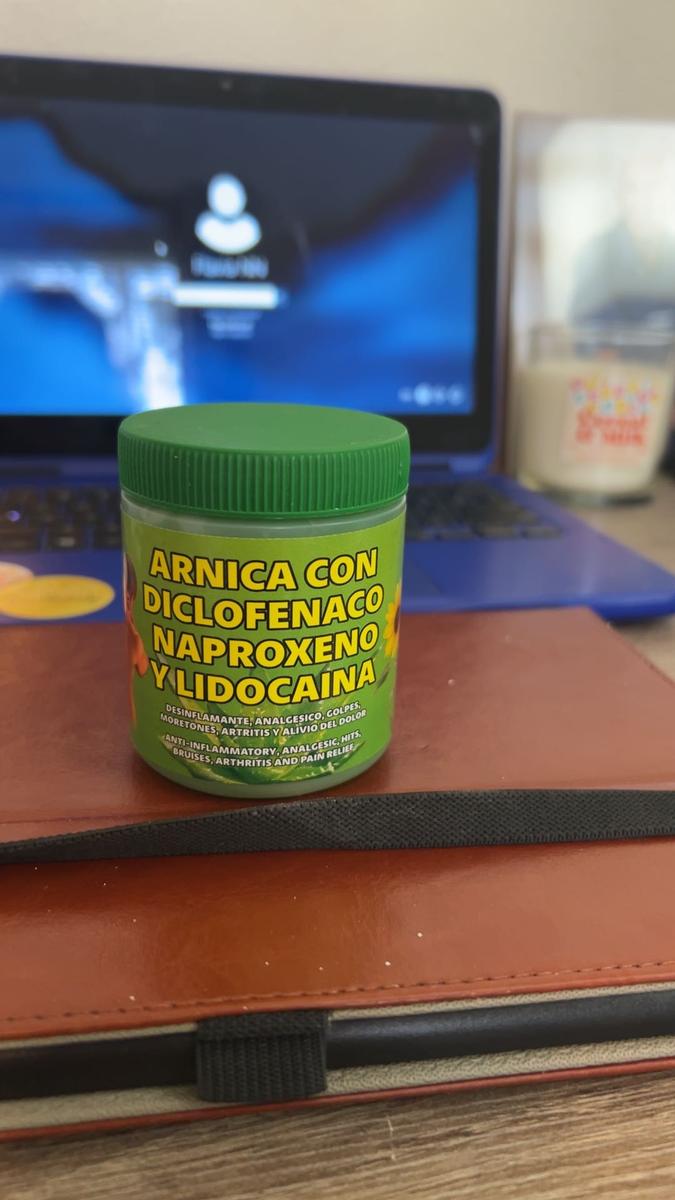 ARNICA CON
DICLOFENACO
NAPROXENO
Y LIDOCAINA
DESINFLAMANTE, ANALGESICO, GOLPES,
MORETONES, ARTRITIS Y ALIVIO DEL DOLOR
ANTI-INFLAMMATORY, ANALGESIC, HITS,
BRUISES, ARTHRITIS AND PAIN RELIEF